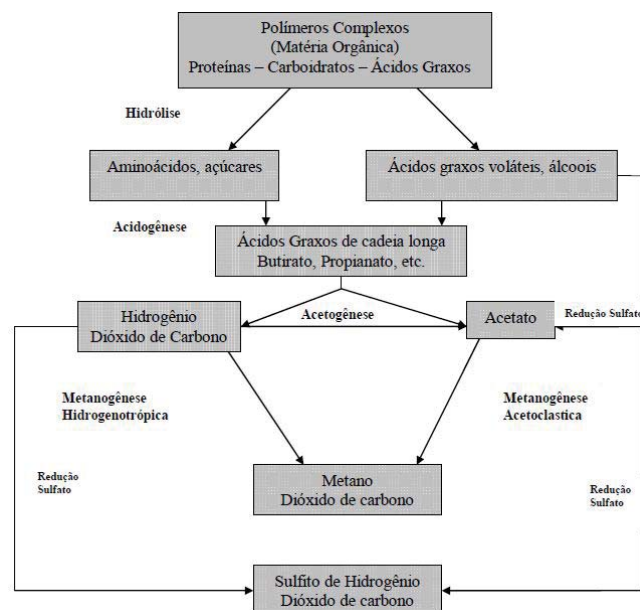 Polímeros Complexos
(Matéria Orgânica)
Proteínas – Carboidratos – Ácidos Graxos
Hidrólise
Aminoácidos, açúcares
Ácidos graxos voláteis, álcoois
Acidogênese
Ácidos Graxos de cadeia longa
Butirato, Propianato, etc.
Hidrogênio
Dióxido de Carbono
Acetogênese
Acetato
Redução Sulfato
Metanogênese
Hidrogenotrópica
Metanogênese
Acetoclastica
Redução
Sulfato
Metano
Dióxido de carbono
Redução
Sulfato
Sulfito de Hidrogênio
Dióxido de carbono